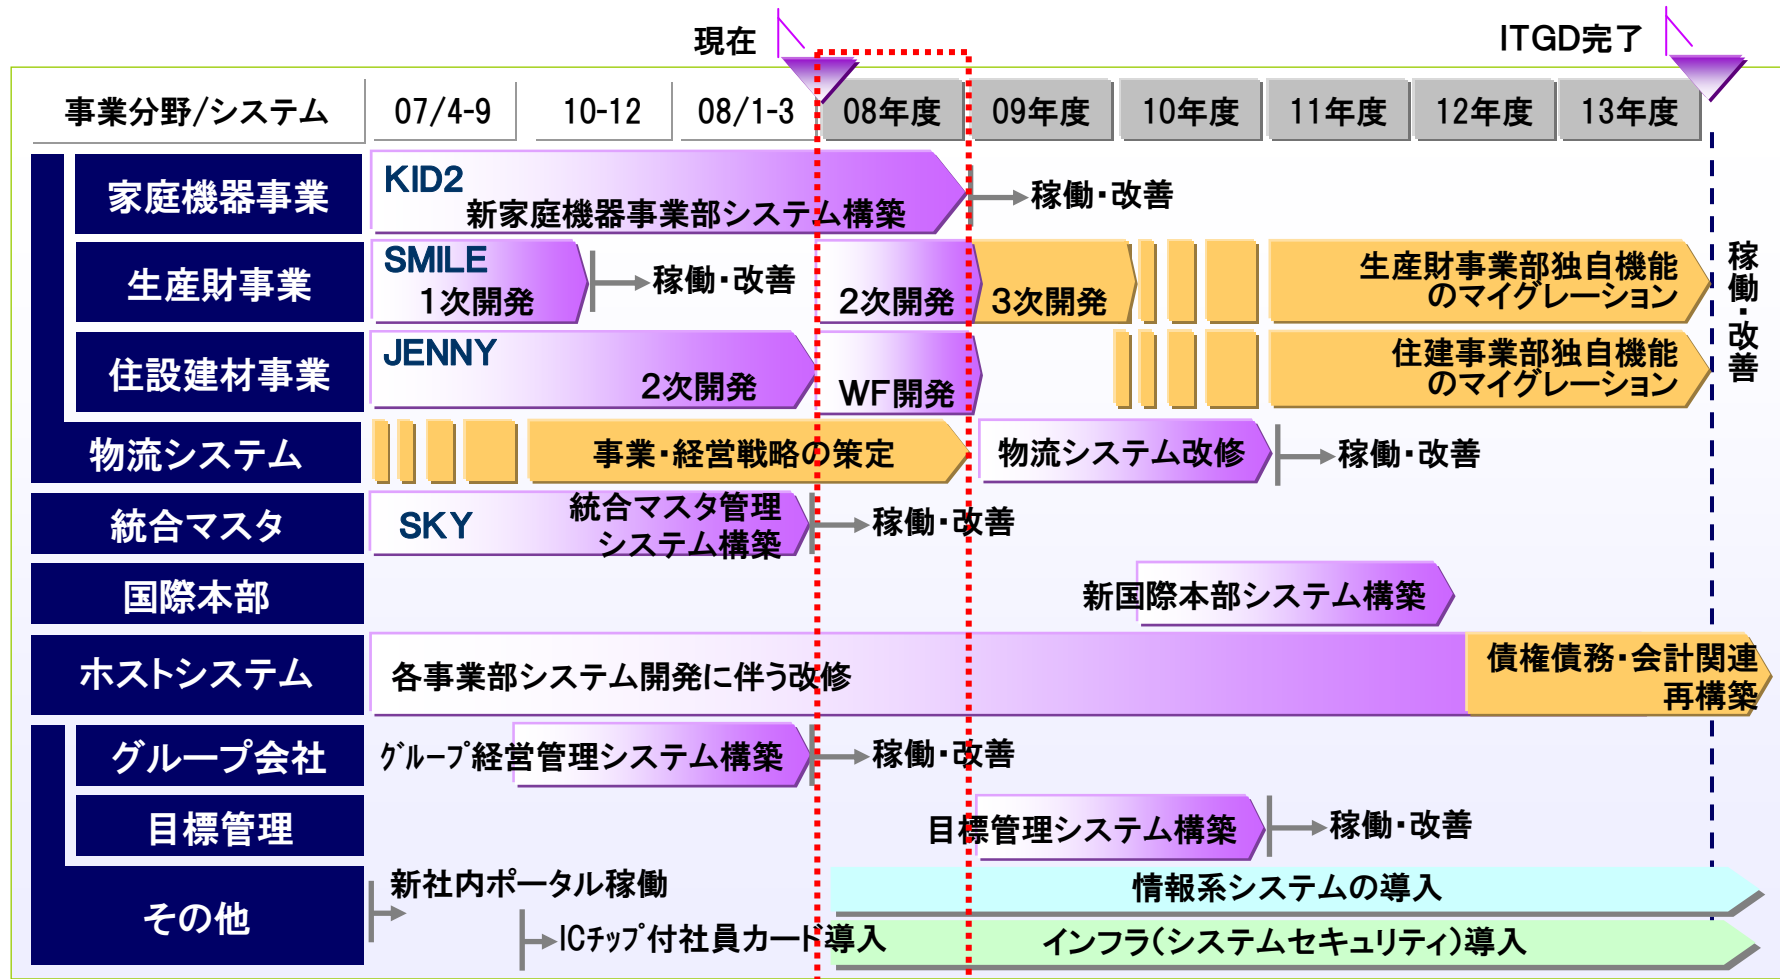 現在
ITGD完了
事業分野/システム
07/4-9
10-12
08/1-3
08年度
09年度
10年度
11年度
12年度
13年度
家庭機器事業
KID2
新家庭機器事業部システム構築
稼働・改善
生産財事業
SMILE
1次開発
稼働・改善
2次開発
3次開発
生産財事業部独自機能
のマイグレーション
稼働・改善
住設建材事業
JENNY
2次開発
WF開発
住建事業部独自機能
のマイグレーション
物流システム
事業・経営戦略の策定
物流システム改修
稼働・改善
統合マスタ
SKY
統合マスタ管理
システム構築
稼働・改善
国際本部
新国際本部システム構築
ホストシステム
各事業部システム開発に伴う改修
債権債務・会計関連
再構築
グループ会社
ｸﾞﾙｰﾌﾟ経営管理システム構築
稼働・改善
目標管理
目標管理システム構築
稼働・改善
その他
新社内ポータル稼働
ICﾁｯﾌﾟ付社員カード導入
情報系システムの導入
インフラ(システムセキュリティ)導入